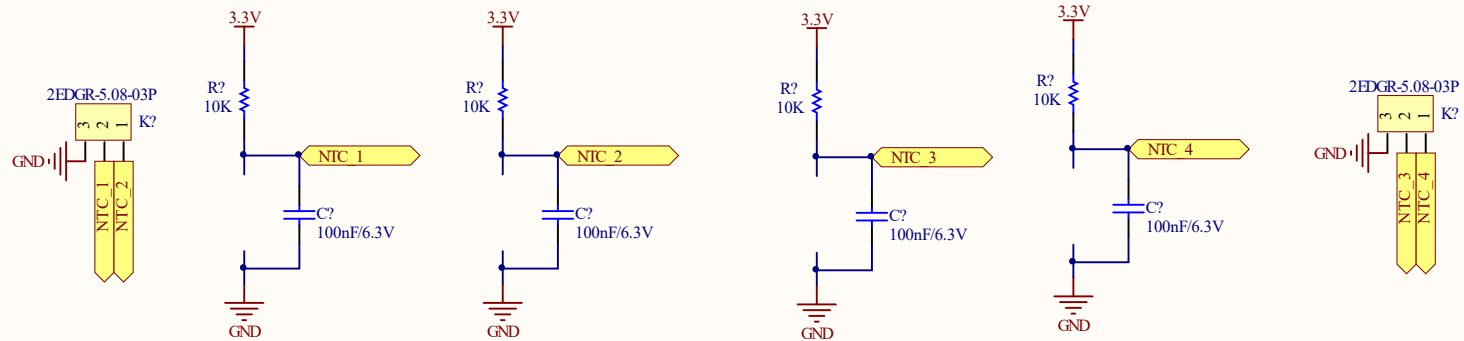 2EDGR-5.08-03P
3 2 1
K?
GND
NTC_1
NTC_2
3.3V
R?
10K
NTC_1
C?
100nF/6.3V
GND
3.3V
R?
10K
NTC_2
C?
100nF/6.3V
GND
3.3V
R?
10K
NTC_3
C?
100nF/6.3V
GND
3.3V
R?
10K
NTC_4
C?
100nF/6.3V
GND
2EDGR-5.08-03P
3 2 1
K?
GND
NTC_3
NTC_4